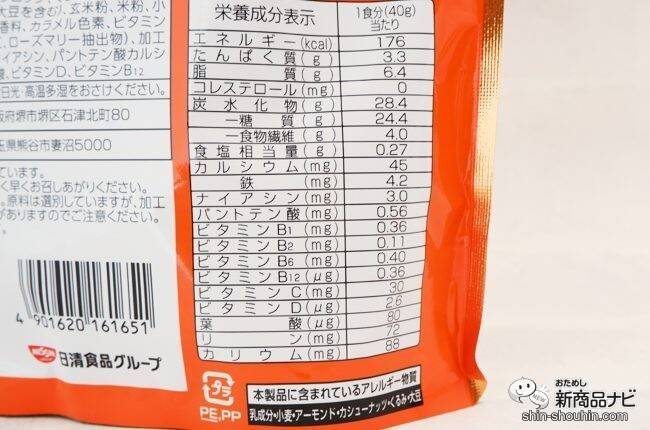 大豆を含む)、玄米粉、米粉、小
香料、カラメル色素、ビタミン
、ローズマリー抽出物)、加工
イアシン、パントテン酸カルシ
ビタミンD、ビタミンB12
日光・高温多湿をおさけください。
府堺市堺区石津北町80
玉県熊谷市妻沼5000
ています。
く早くお召しあがりください。
。原料は選別していますが、加工
がありますのでご注意ください。
4 901620 161651
NISSIN 日清食品グループ
栄養成分表示 1食分(40g)当たり
エネルギー(kcal) 176
たんぱく質(g) 3.3
脂質(g) 6.4
コレステロール(mg) 0
炭水化物(g) 28.4
―糖質(g) 24.4
―食物繊維(g) 4.0
食塩相当量(g) 0.27
カルシウム(mg) 45
鉄(mg) 4.2
ナイアシン(mg) 3.0
パントテン酸(mg) 0.56
ビタミンB1(mg) 0.36
ビタミンB2(mg) 0.11
ビタミンB6(mg) 0.40
ビタミンB12(μg) 0.36
ビタミンC(mg) 30
ビタミンD(μg) 2.6
葉酸(μg) 80
リン(mg) 72
カリウム(mg) 88
プラ
PE,PP
本製品に含まれているアレルギー物質
乳成分・小麦・アーモンド・カシューナッツ・くるみ・大豆
おためし
新商品ナビ
shin-shouhin.com